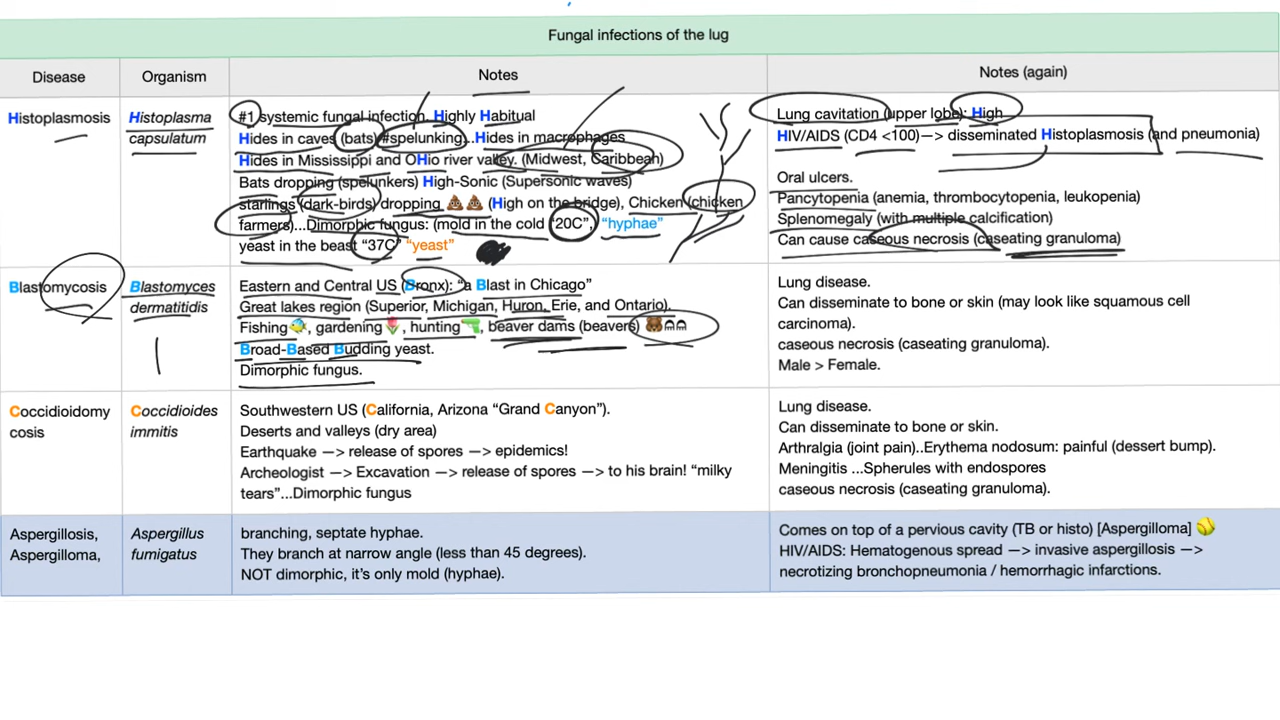 Fungal infections of the lug
Disease
Organism
Notes
Notes (again)
Histoplasmosis
Histoplasma
capsulatum
#1 systemic fungal infection. Highly Habitual
Hides in caves (bats) #spelunking)..Hides in macrophages
Hides in Mississippi and OHio river valley. (Midwest, Caribbeah)
Bats dropping (spelunkers) High-Sonic (Supersonic waves)
starlings (dark-birds) dropping 💩💩 (High on the bridge), Chicken (chicken
farmers)...Dimorphic fungus: (mold in the cold "20C", "hyphae"
yeast in the beast "37C" "yeast"
Lung cavitation (upper lobe): High
HIV/AIDS (CD4 <100)—> disseminated Histoplasmosis (and pneumonia)
Oral ulcers.
Pancytopenia (anemia, thrombocytopenia, leukopenia)
Splenomegaly (with multiple calcification)
Can cause caseous necrosis (caseating granuloma)
Blastomycosis
Blastomyces
dermatitidis
Eastern and Central US (Bronx): "a Blast in Chicago"
Great lakes region (Superior, Michigan, Huron, Erie, and Ontario).
Fishing🐠, gardening🌷, hunting🔫, beaver dams (beavers)
Broad-Based Budding yeast.
Dimorphic fungus.
Lung disease.
Can disseminate to bone or skin (may look like squamous cell
carcinoma).
caseous necrosis (caseating granuloma).
Male > Female.
Coccidioidomy
cosis
Coccidioides
immitis
Southwestern US (California, Arizona "Grand Canyon").
Deserts and valleys (dry area)
Earthquake —> release of spores —> epidemics!
Archeologist —> Excavation —> release of spores —> to his brain! "milky
tears"...Dimorphic fungus
Lung disease.
Can disseminate to bone or skin.
Arthralgia (joint pain)..Erythema nodosum: painful (dessert bump).
Meningitis ...Spherules with endospores
caseous necrosis (caseating granuloma).
Aspergillosis,
Aspergilloma,
Aspergillus
fumigatus
branching, septate hyphae.
They branch at narrow angle (less than 45 degrees).
NOT dimorphic, it's only mold (hyphae).
Comes on top of a pervious cavity (TB or histo) [Aspergilloma] 🥎
HIV/AIDS: Hematogenous spread —> invasive aspergillosis —>
necrotizing bronchopneumonia / hemorrhagic infarctions.